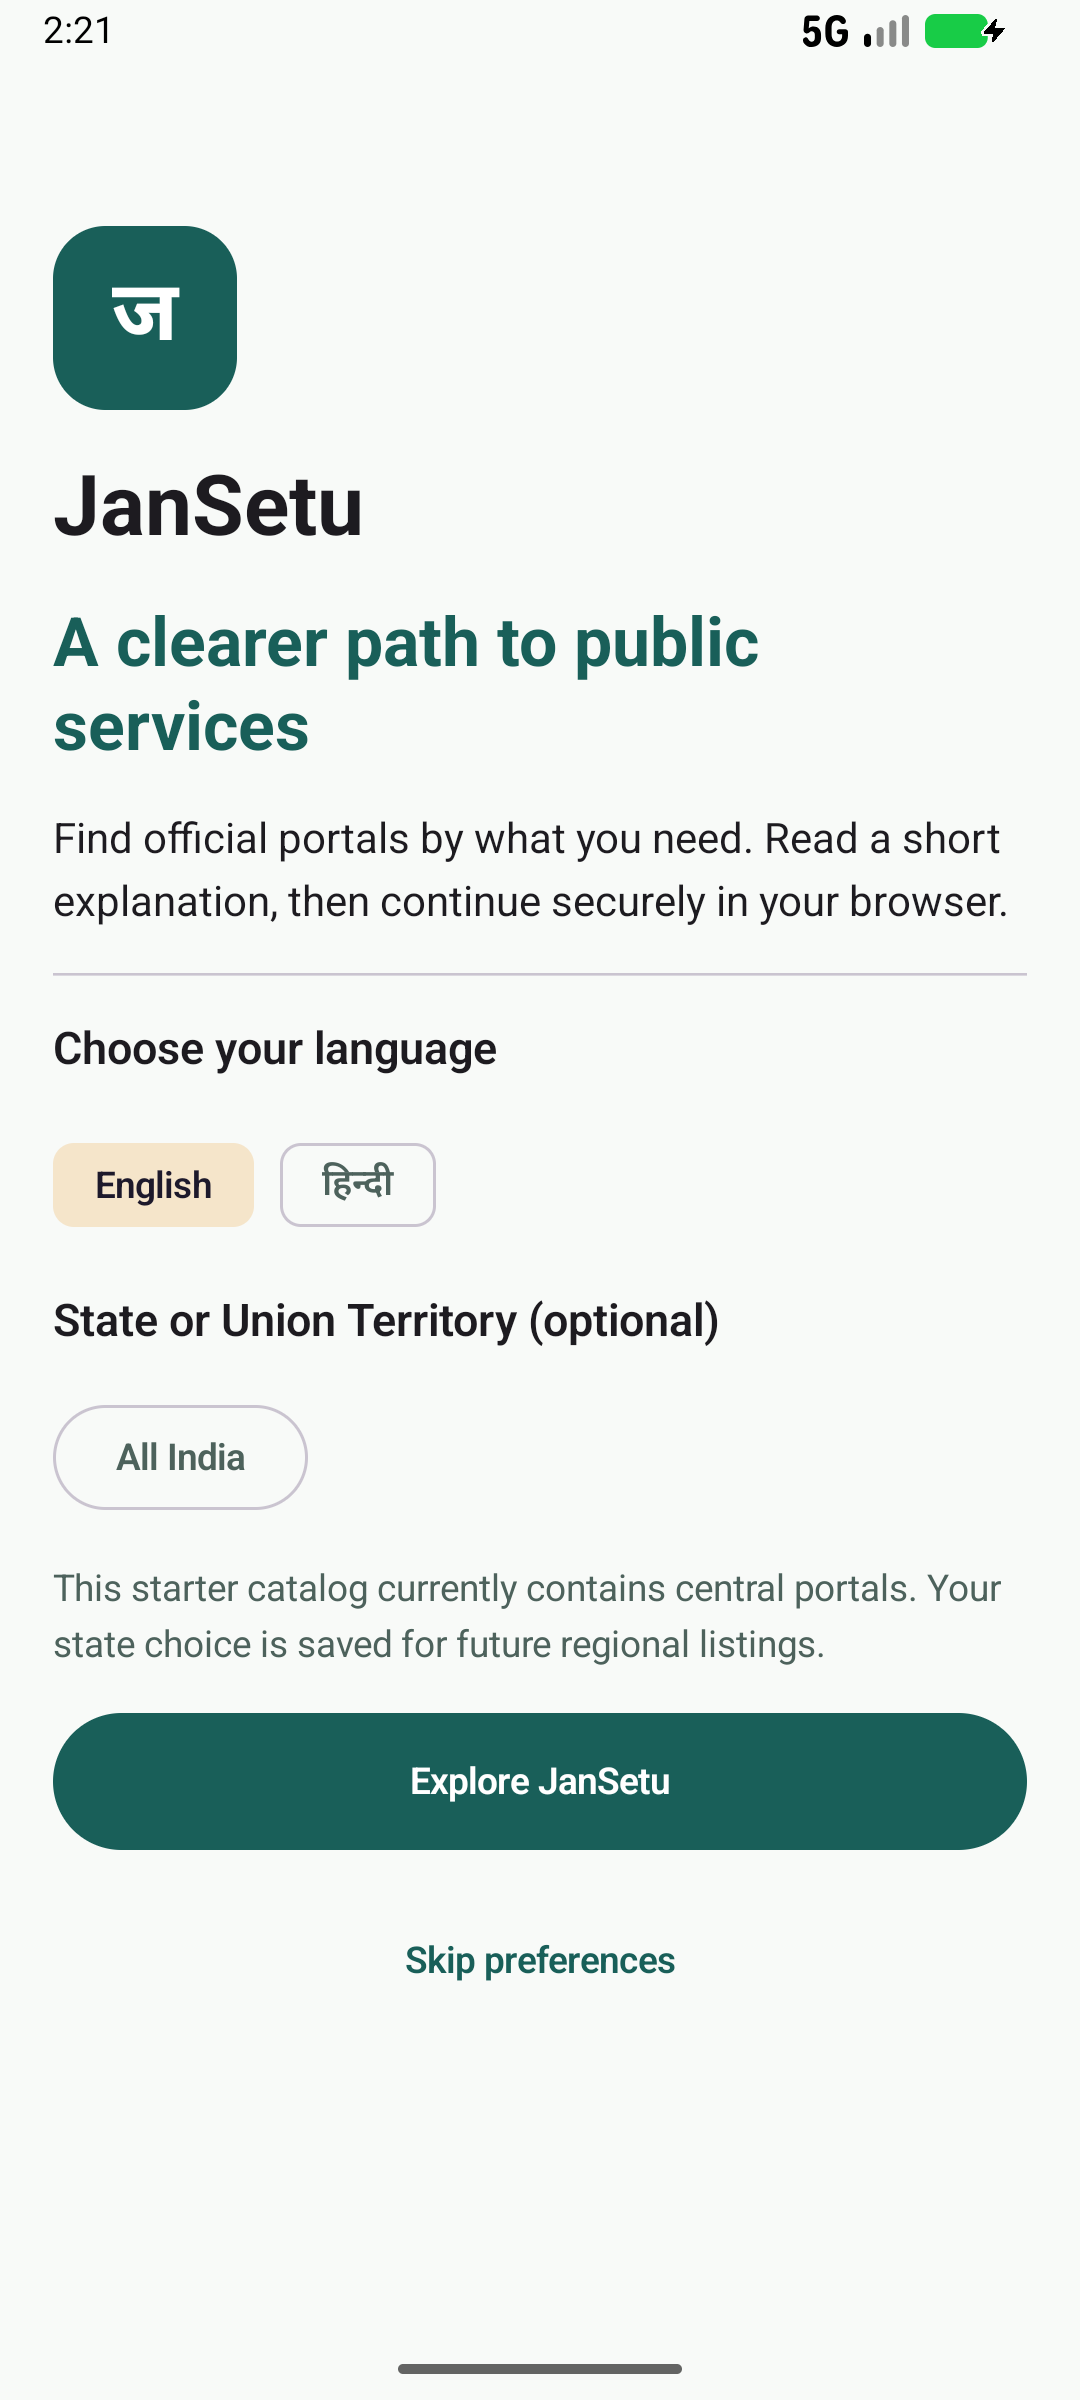 2:21
5G
ज
JanSetu
A clearer path to public
services
Find official portals by what you need. Read a short
explanation, then continue securely in your browser.
Choose your language
English
हिन्दी
State or Union Territory (optional)
All India
This starter catalog currently contains central portals. Your
state choice is saved for future regional listings.
Explore JanSetu
Skip preferences